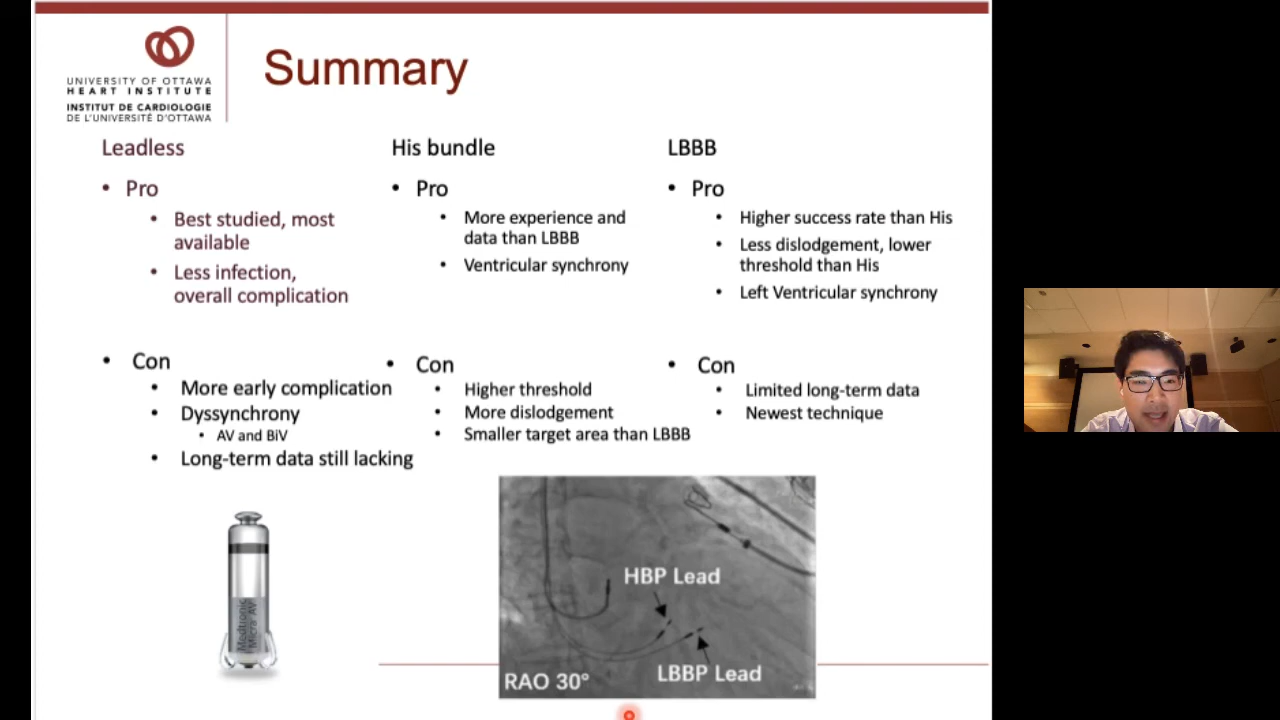 UNIVERSITY OF OTTAWA
HEART INSTITUTE
INSTITUT DE CARDIOLOGIE
DE L'UNIVERSITÉ D'OTTAWA
Summary
Leadless
• Pro
• Best studied, most
available
• Less infection,
overall complication
• Con
• More early complication
• Dyssynchrony
• AV and BiV
• Long-term data still lacking
His bundle
• Pro
• More experience and
data than LBBB
• Ventricular synchrony
• Con
• Higher threshold
• More dislodgement
• Smaller target area than LBBB
LBBB
• Pro
• Higher success rate than His
• Less dislodgement, lower
threshold than His
• Left Ventricular synchrony
• Con
• Limited long-term data
• Newest technique
Medtronic
Micra AV
HBP Lead
LBBP Lead
RAO 30°